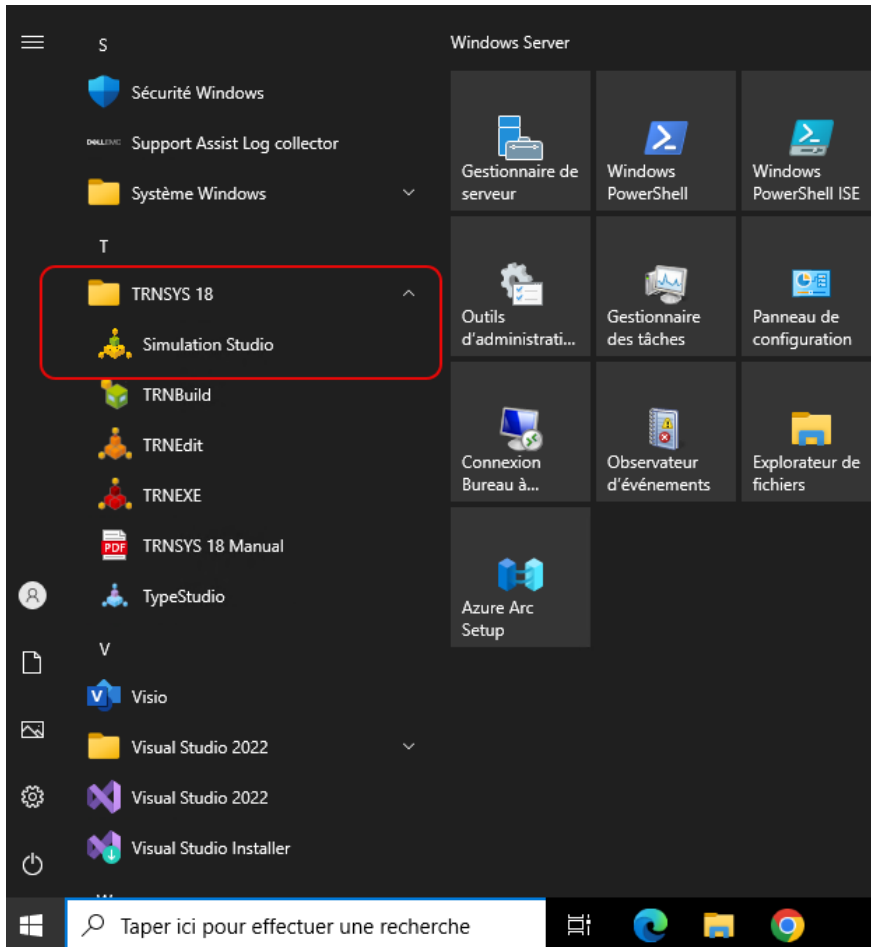 S
Sécurité Windows
DELLEMC Support Assist Log collector
Système Windows
T
TRNSYS 18
Simulation Studio
TRNBuild
TRNEdit
TRNEXE
PDF TRNSYS 18 Manual
TypeStudio
V
Visio
Visual Studio 2022
Visual Studio 2022
Visual Studio Installer
Taper ici pour effectuer une recherche
Windows Server
Gestionnaire de
serveur
Windows
PowerShell
Windows
PowerShell ISE
Outils
d'administrati...
Gestionnaire
des tâches
Panneau de
configuration
Connexion
Bureau à...
Observateur
d'événements
Explorateur de
fichiers
Azure Arc
Setup